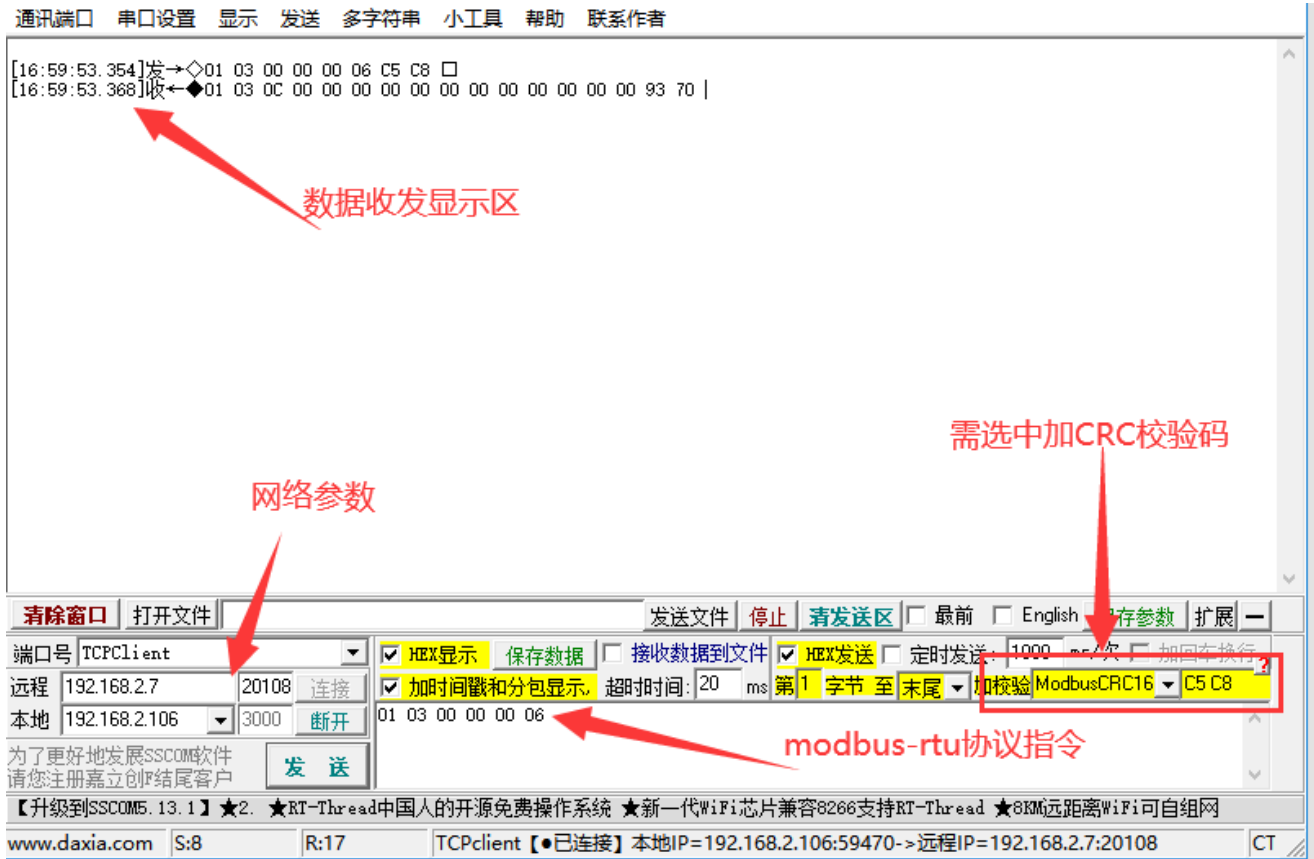 通讯端口 串口设置 显示 发送 多字符串 小工具 帮助 联系作者
[16:59:53.354]发→◇01 03 00 00 00 06 C5 C8 □
[16:59:53.368]收←◆01 03 0C 00 00 00 00 00 00 00 00 00 00 00 00 93 70
数据收发显示区
需选中加CRC校验码
网络参数
清除窗口 打开文件 发送文件 停止 清发送区 最前 English 存参数 扩展 —
端口号 TCPClient HEX显示 保存数据 接收数据到文件 HEX发送 定时发送: 1000 ms/次 加回车换行
远程 192.168.2.7 20108 连接 加时间戳和分包显示, 超时时间: 20 ms 第 1 字节 至 末尾 加校验 ModbusCRC16 C5 C8 ?
本地 192.168.2.106 3000 断开 01 03 00 00 00 06
modbus-rtu协议指令
为了更好地发展SSCOM软件
请您注册嘉立创F结尾客户
发 送
【升级到SSCOM5.13.1】★2. ★RT-Thread中国人的开源免费操作系统 ★新一代WiFi芯片兼容8266支持RT-Thread ★8KM远距离WiFi可自组网
www.daxia.com S:8 R:17 TCPclient【●已连接】本地IP=192.168.2.106:59470->远程IP=192.168.2.7:20108 CT